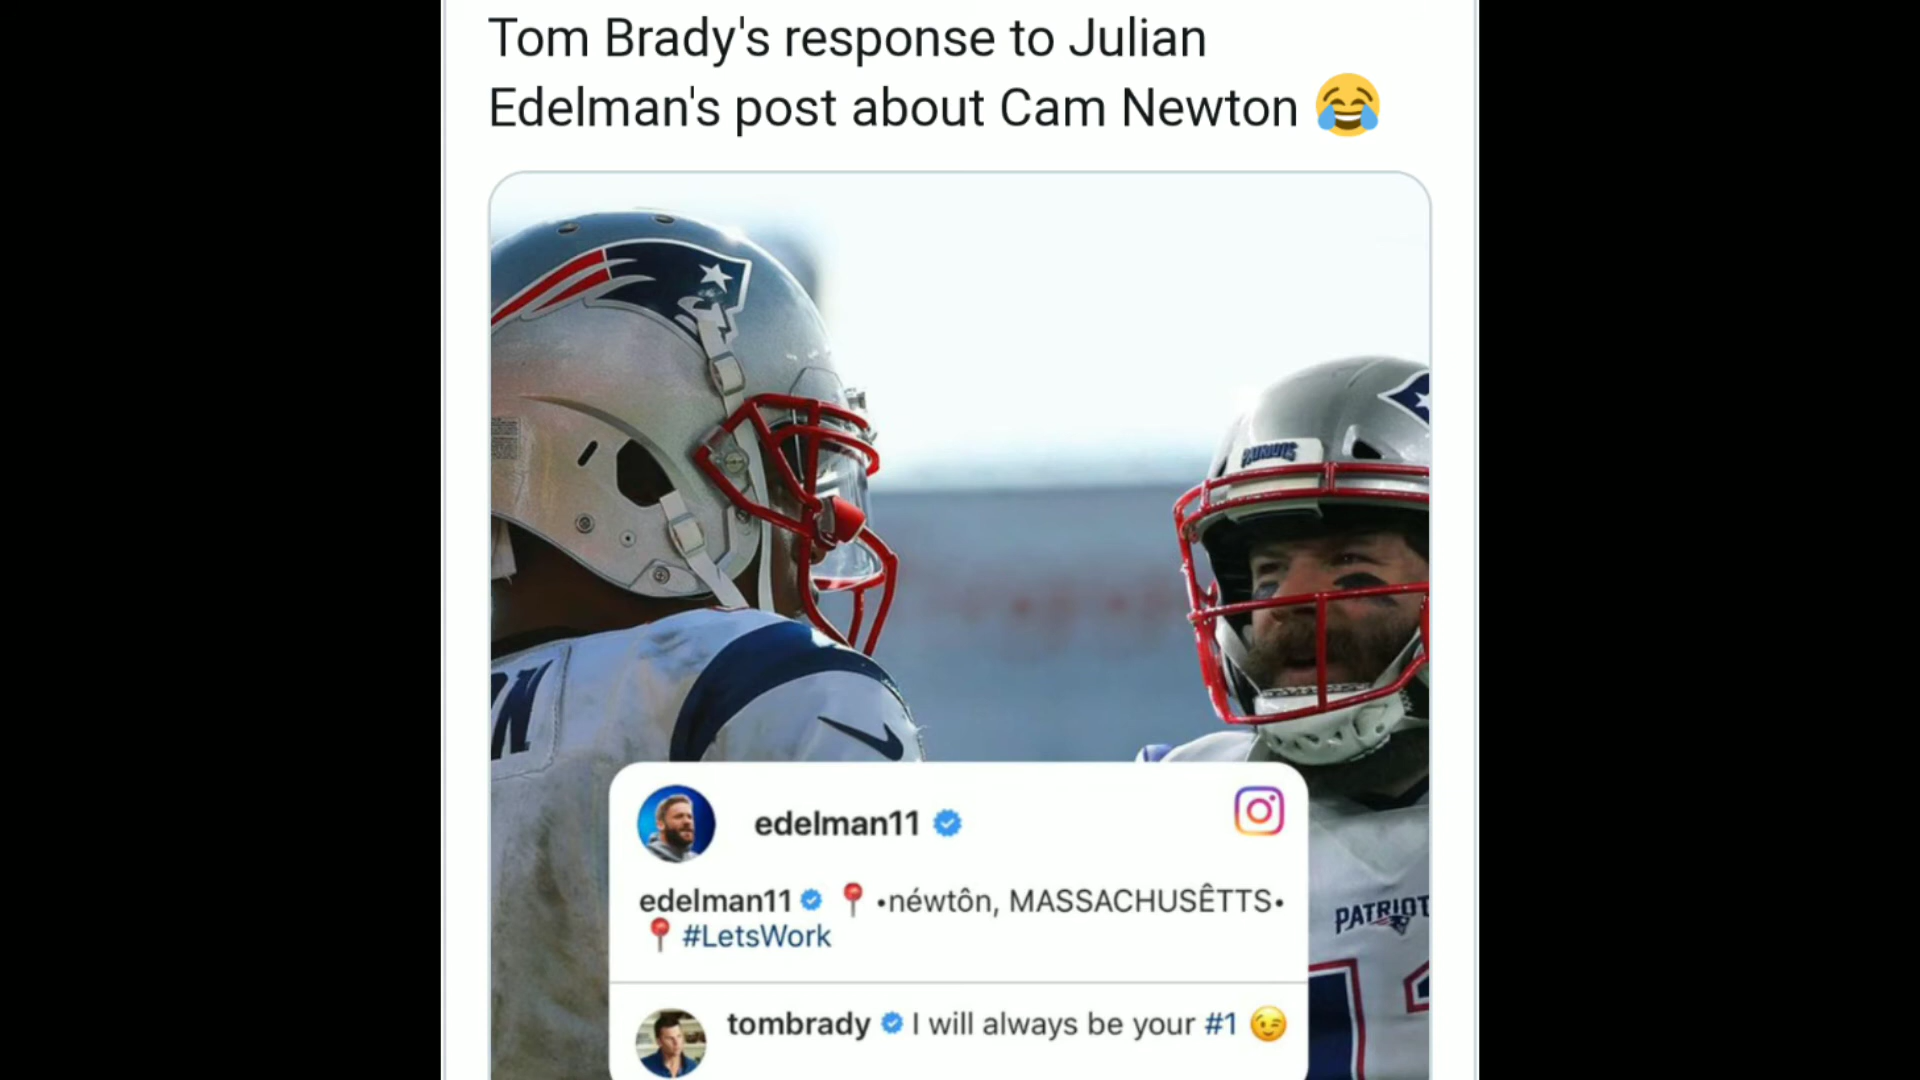 Tom Brady's response to Julian
Edelman's post about Cam Newton 😂
PATRIOTS
edelman11
edelman11 📍 •néwtôn, MASSACHUSÊTTS•
📍 #LetsWork
PATRIOT
tombrady I will always be your #1 😉